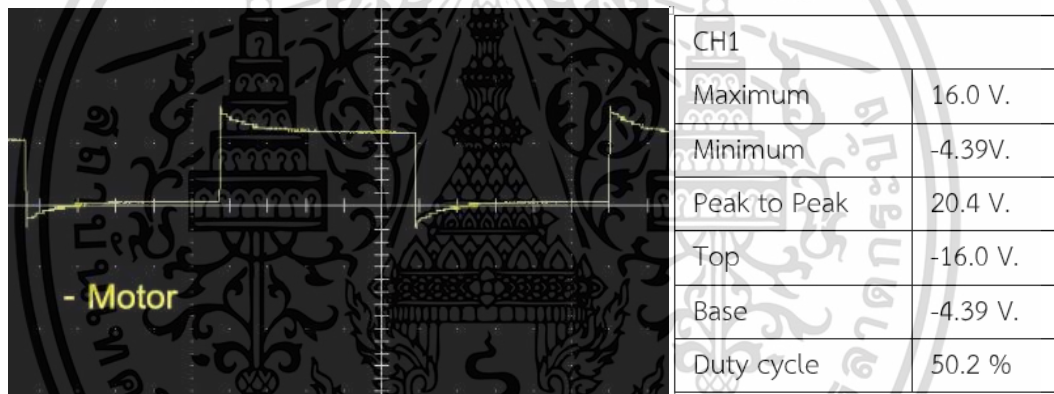 - Motor
CH1
Maximum 16.0 V.
Minimum -4.39V.
Peak to Peak 20.4 V.
Top -16.0 V.
Base -4.39 V.
Duty cycle 50.2 %